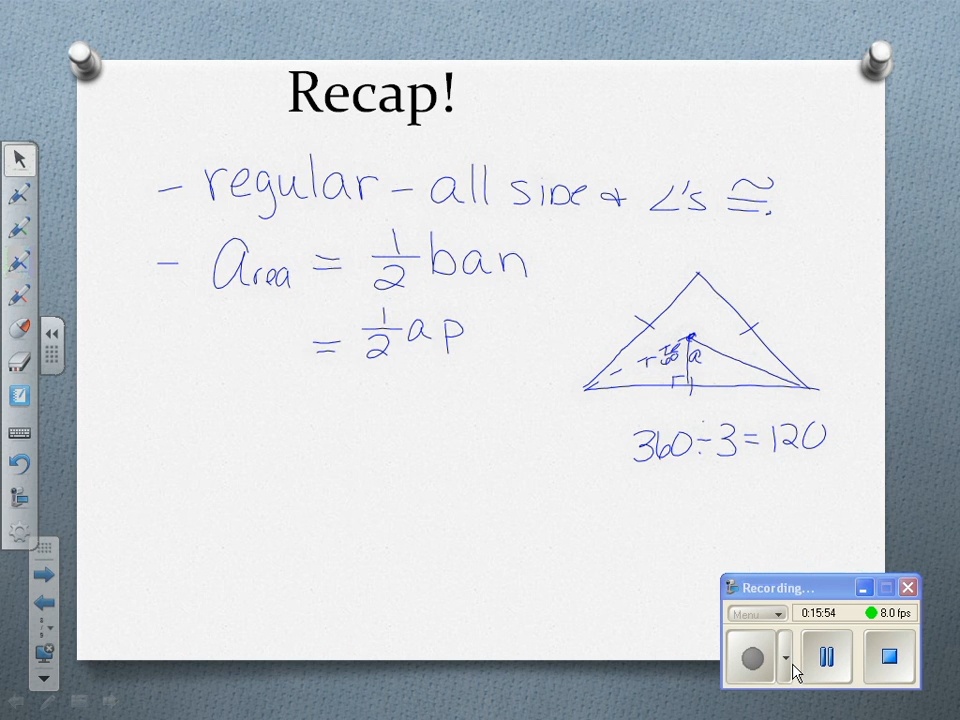 Recap!
- regular - all side + ∠'s ≅.
- Area = 1/2 ban
= 1/2 ap
r 60 a
360÷3=120
Recording...
Menu 0:15:54 8.0 fps